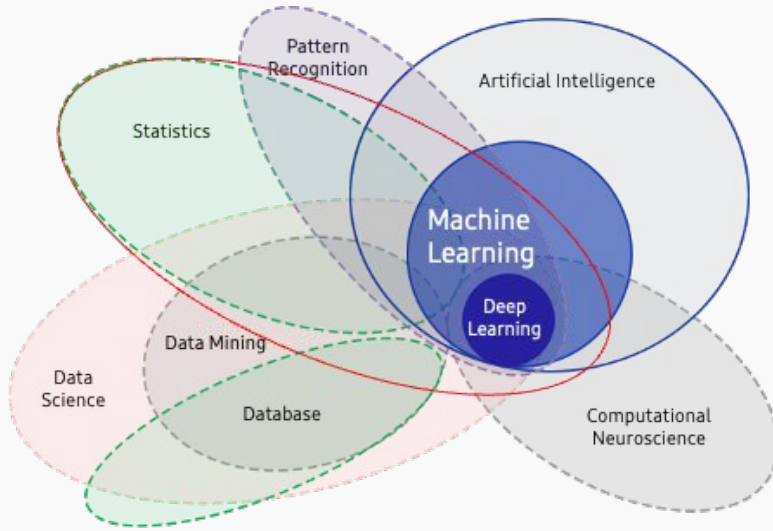 Pattern
Recognition
Artificial Intelligence
Statistics
Machine
Learning
Deep
Learning
Data Mining
Data
Science
Database
Computational
Neuroscience